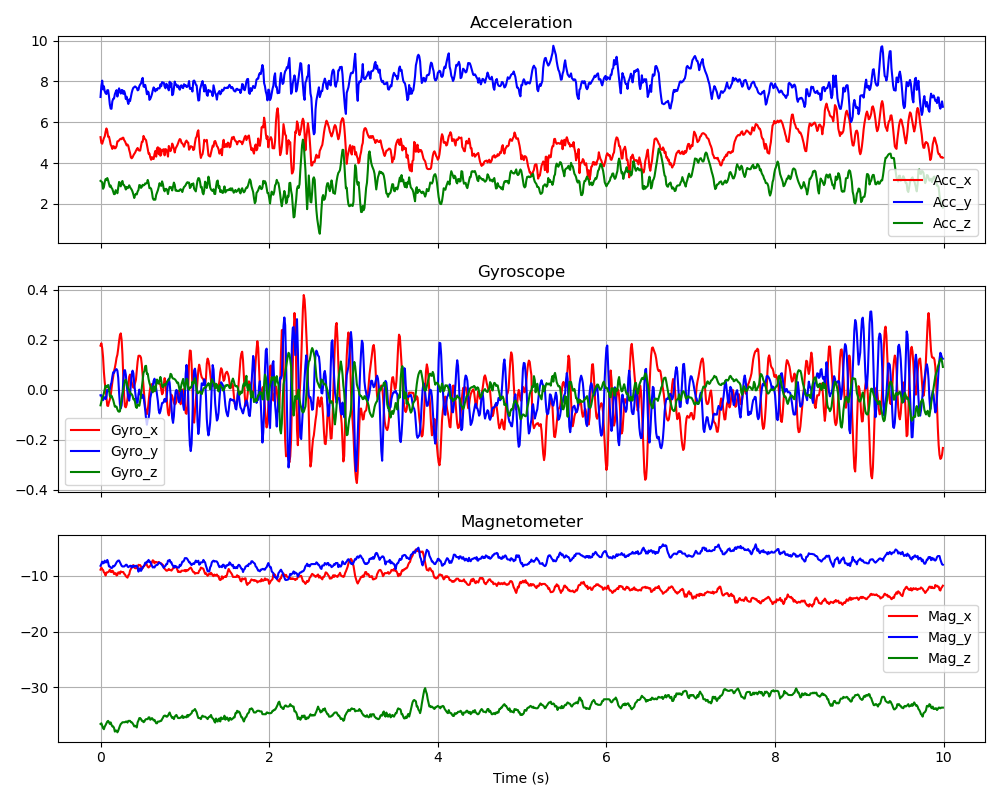 Acceleration
10
8
6
4
2
Acc_x
Acc_y
Acc_z
Gyroscope
0.4
0.2
0.0
−0.2
−0.4
Gyro_x
Gyro_y
Gyro_z
Magnetometer
−10
−20
−30
Mag_x
Mag_y
Mag_z
0 2 4 6 8 10
Time (s)